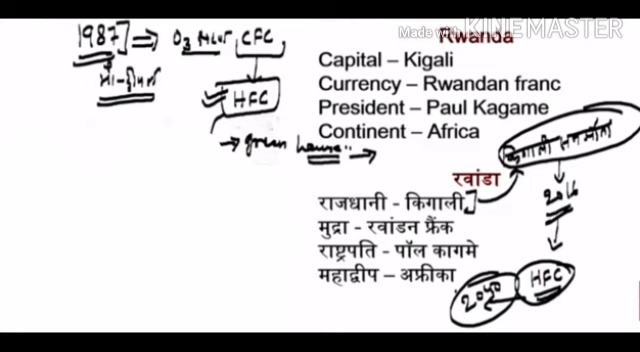 Made with KINEMASTER
1987] ⇒ O3 CFC
HFC
→ green house.. →
Rwanda
Capital – Kigali
Currency – Rwandan franc
President – Paul Kagame
Continent – Africa
किगाली समझौता
2016
HFC
रवांडा
राजधानी - किगाली]
मुद्रा - रवांडन फ्रैंक
राष्ट्रपति - पॉल कागमे
महाद्वीप – अफ्रीका